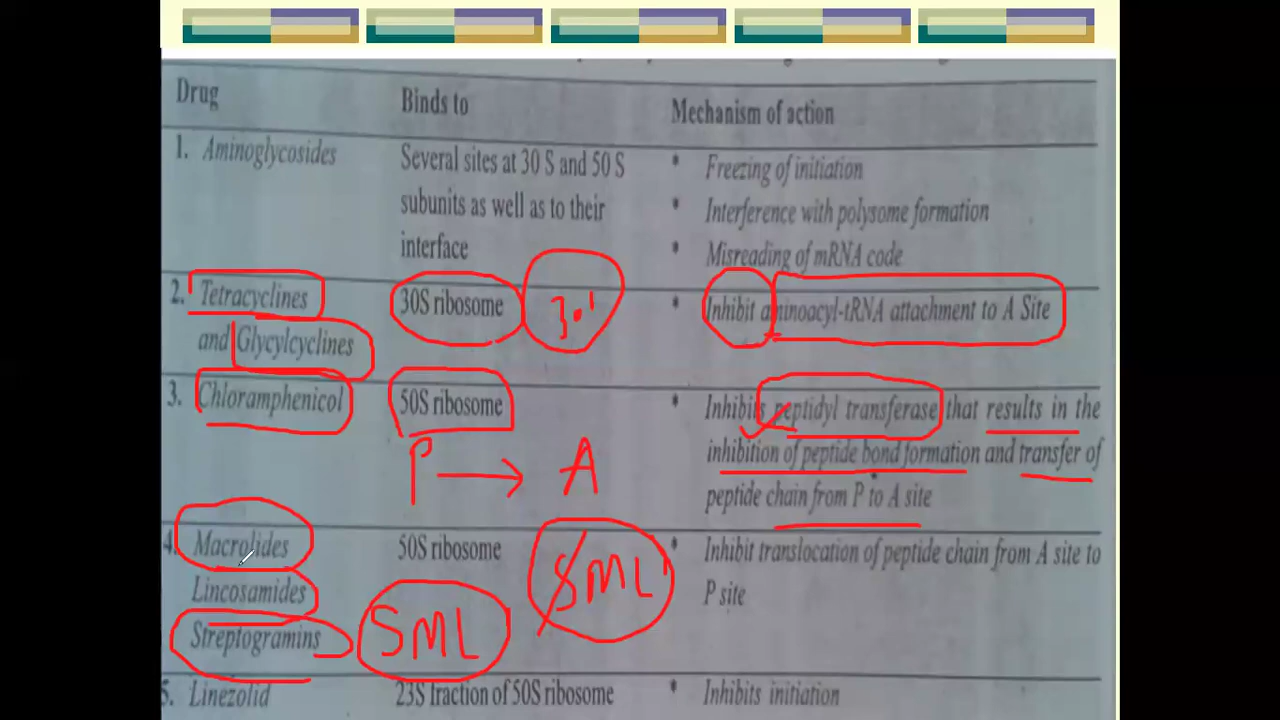 Drug Binds to Mechanism of action
1. Aminoglycosides Several sites at 30 S and 50 S * Freezing of initiation
subunits as well as to their * Interference with polysome formation
interface * Misreading of mRNA code
2. Tetracyclines 30S ribosome * Inhibit aminoacyl-tRNA attachment to A Site
and Glycylcyclines
3. Chloramphenicol 50S ribosome * Inhibits peptidyl transferase that results in the
inhibition of peptide bond formation and transfer of
P → A
peptide chain from P to A site
4. Macrolides 50S ribosome * Inhibit translocation of peptide chain from A site to
Lincosamides SML P site
Streptogramins SML
5. Linezolid 23S fraction of 50S ribosome * Inhibits initiation